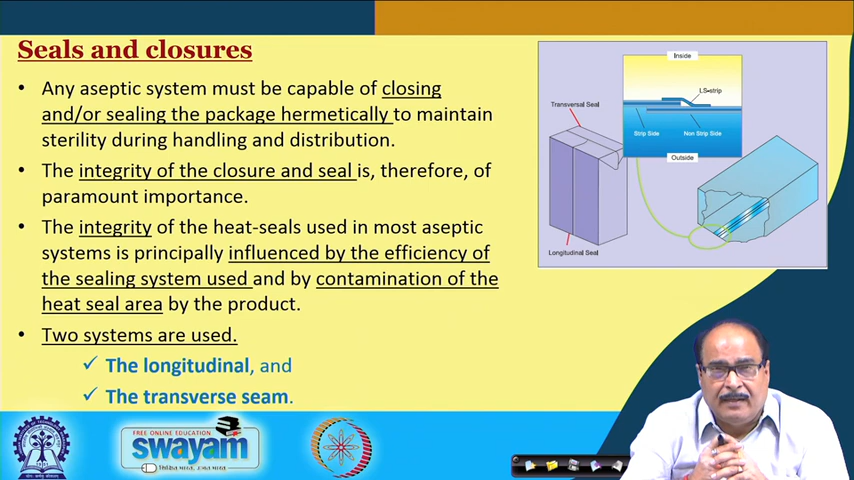 Seals and closures
• Any aseptic system must be capable of closing
and/or sealing the package hermetically to maintain
sterility during handling and distribution.
• The integrity of the closure and seal is, therefore, of
paramount importance.
• The integrity of the heat-seals used in most aseptic
systems is principally influenced by the efficiency of
the sealing system used and by contamination of the
heat seal area by the product.
• Two systems are used.
✓ The longitudinal, and
✓ The transverse seam.
Inside
LS-strip
Strip Side
Non Strip Side
Outside
Transversal Seal
Longitudinal Seal
1951
FREE ONLINE EDUCATION
swayam
शिक्षित भारत, उन्नत भारत